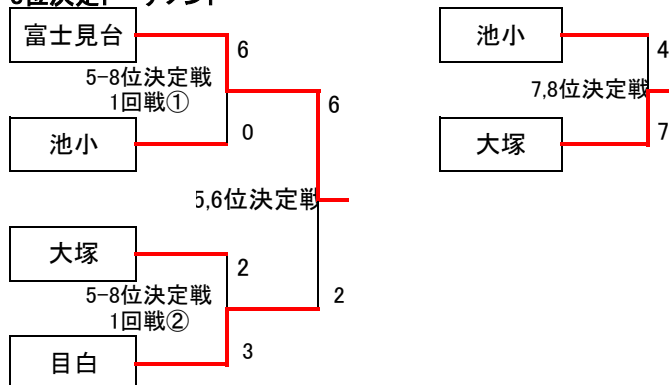 富士見台
6
5-8位決定戦
1回戦①
池小
0
6
5,6位決定戦
大塚
2
5-8位決定戦
1回戦②
目白
3
2
池小
4
7,8位決定戦
大塚
7